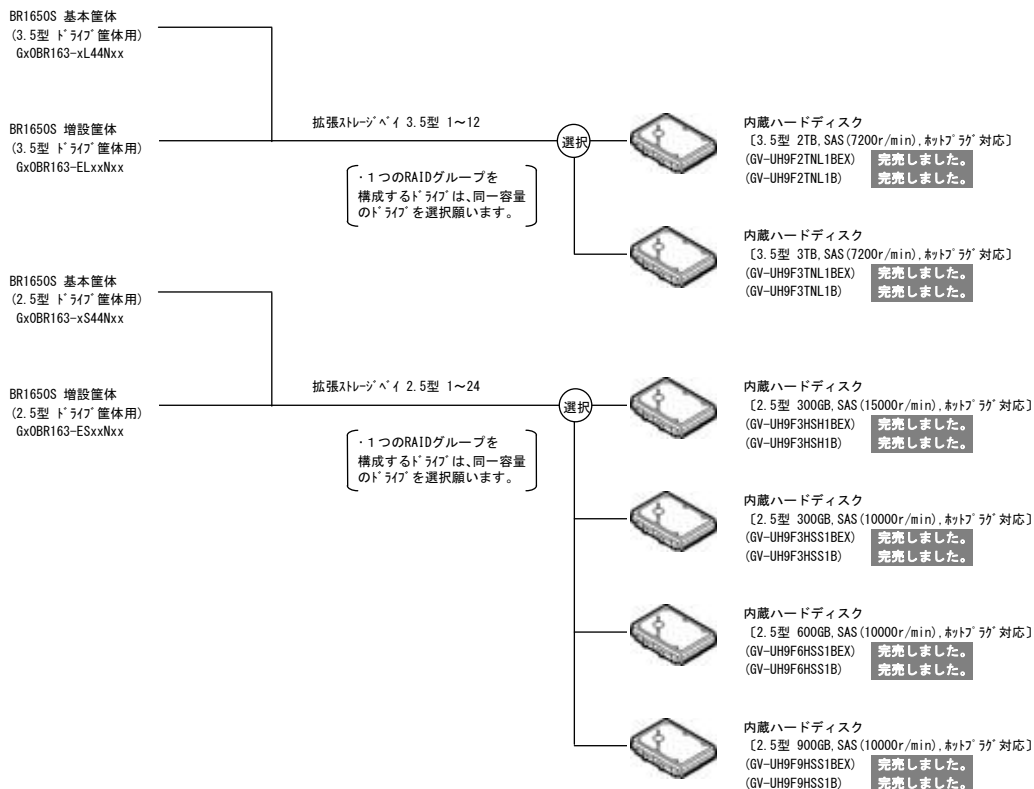 BR1650S 基本筐体
(3.5型 ﾄﾞﾗｲﾌﾞ筐体用)
GxOBR163-xL44Nxx
BR1650S 増設筐体
(3.5型 ﾄﾞﾗｲﾌﾞ筐体用)
GxOBR163-ELxxNxx
拡張ｽﾄﾚｰｼﾞﾍﾞｲ 3.5型 1～12
選択
・１つのRAIDグループを
構成するﾄﾞﾗｲﾌﾞは、同一容量
のﾄﾞﾗｲﾌﾞを選択願います。
内蔵ハードディスク
〔3.5型 2TB,SAS(7200r/min),ﾎｯﾄﾌﾟﾗｸﾞ対応〕
(GV-UH9F2TNL1BEX) 完売しました。
(GV-UH9F2TNL1B) 完売しました。
内蔵ハードディスク
〔3.5型 3TB,SAS(7200r/min),ﾎｯﾄﾌﾟﾗｸﾞ対応〕
(GV-UH9F3TNL1BEX) 完売しました。
(GV-UH9F3TNL1B) 完売しました。
BR1650S 基本筐体
(2.5型 ﾄﾞﾗｲﾌﾞ筐体用)
GxOBR163-xS44Nxx
BR1650S 増設筐体
(2.5型 ﾄﾞﾗｲﾌﾞ筐体用)
GxOBR163-ESxxNxx
拡張ｽﾄﾚｰｼﾞﾍﾞｲ 2.5型 1～24
選択
・１つのRAIDグループを
構成するﾄﾞﾗｲﾌﾞは、同一容量
のﾄﾞﾗｲﾌﾞを選択願います。
内蔵ハードディスク
〔2.5型 300GB,SAS(15000r/min),ﾎｯﾄﾌﾟﾗｸﾞ対応〕
(GV-UH9F3HSH1BEX) 完売しました。
(GV-UH9F3HSH1B) 完売しました。
内蔵ハードディスク
〔2.5型 300GB,SAS(10000r/min),ﾎｯﾄﾌﾟﾗｸﾞ対応〕
(GV-UH9F3HSS1BEX) 完売しました。
(GV-UH9F3HSS1B) 完売しました。
内蔵ハードディスク
〔2.5型 600GB,SAS(10000r/min),ﾎｯﾄﾌﾟﾗｸﾞ対応〕
(GV-UH9F6HSS1BEX) 完売しました。
(GV-UH9F6HSS1B) 完売しました。
内蔵ハードディスク
〔2.5型 900GB,SAS(10000r/min),ﾎｯﾄﾌﾟﾗｸﾞ対応〕
(GV-UH9F9HSS1BEX) 完売しました。
(GV-UH9F9HSS1B) 完売しました。